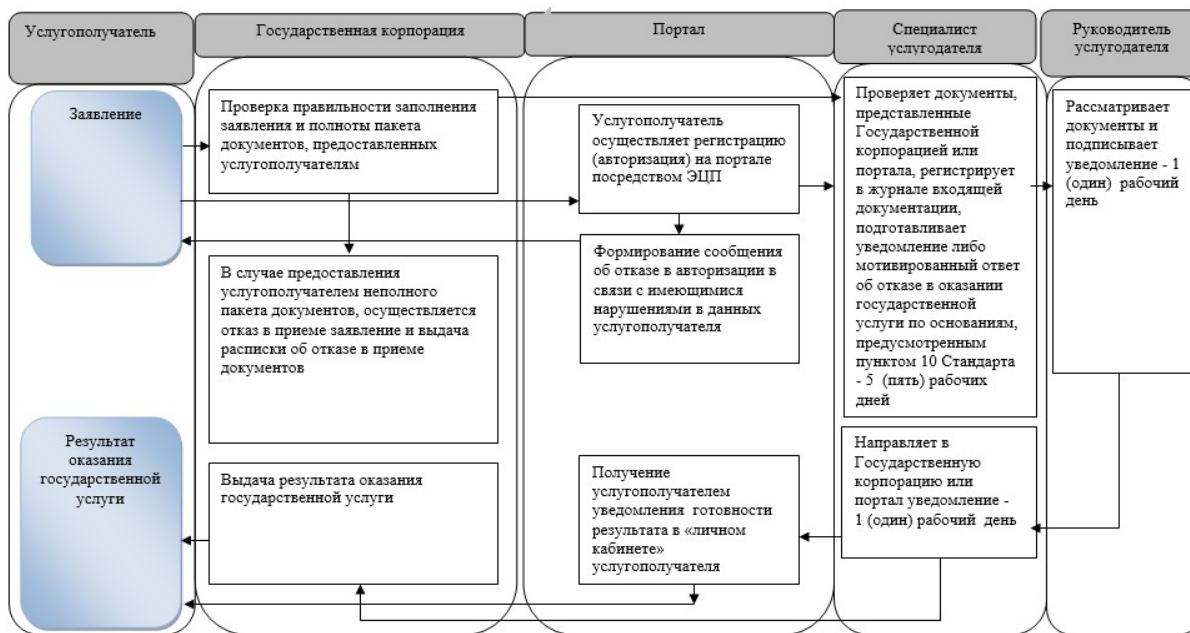 Услугополучатель
Государственная корпорация
Портал
Специалист
услугодателя
Руководитель
услугодателя
Заявление
Проверка правильности заполнения
заявления и полноты пакета
документов, предоставленных
услугополучателям
Услугополучатель
осуществляет регистрацию
(авторизация) на портале
посредством ЭЦП
Проверяет документы,
представленные
Государственной
корпорацией или
портала, регистрирует
в журнале входящей
документации,
подготавливает
уведомление либо
мотивированный ответ
об отказе в оказании
государственной
услуги по основаниям,
предусмотренным
пунктом 10 Стандарта
- 5 (пять) рабочих
дней
Рассматривает
документы и
подписывает
уведомление - 1
(один) рабочий
день
В случае предоставления
услугополучателем неполного
пакета документов, осуществляется
отказ в приеме заявление и выдача
расписки об отказе в приеме
документов
Формирование сообщения
об отказе в авторизации в
связи с имеющимися
нарушениями в данных
услугополучателя
Результат
оказания
государственной
услуги
Выдача результата оказания
государственной услуги
Получение
услугополучателем
уведомления готовности
результата в «личном
кабинете»
услугополучателя
Направляет в
Государственную
корпорацию или
портал уведомление -
1 (один) рабочий день